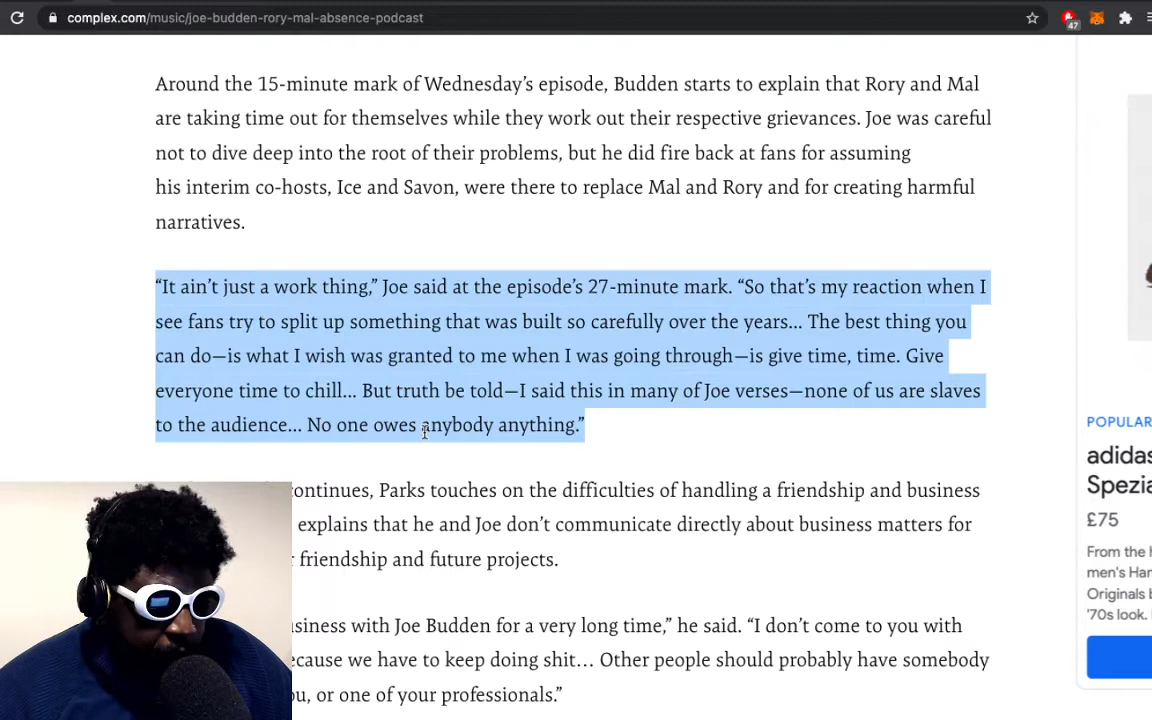 complex.com/music/joe-budden-rory-mal-absence-podcast
47
Around the 15-minute mark of Wednesday’s episode, Budden starts to explain that Rory and Mal
are taking time out for themselves while they work out their respective grievances. Joe was careful
not to dive deep into the root of their problems, but he did fire back at fans for assuming
his interim co-hosts, Ice and Savon, were there to replace Mal and Rory and for creating harmful
narratives.
“It ain’t just a work thing,” Joe said at the episode’s 27-minute mark. “So that’s my reaction when I
see fans try to split up something that was built so carefully over the years… The best thing you
can do—is what I wish was granted to me when I was going through—is give time, time. Give
everyone time to chill… But truth be told—I said this in many of Joe verses—none of us are slaves
to the audience… No one owes anybody anything.”
continues, Parks touches on the difficulties of handling a friendship and business
explains that he and Joe don’t communicate directly about business matters for
friendship and future projects.
siness with Joe Budden for a very long time,” he said. “I don’t come to you with
ecause we have to keep doing shit… Other people should probably have somebody
u, or one of your professionals.”
POPULAR
adidas
Spezia
£75
From the h
men's Han
Originals b
'70s look.